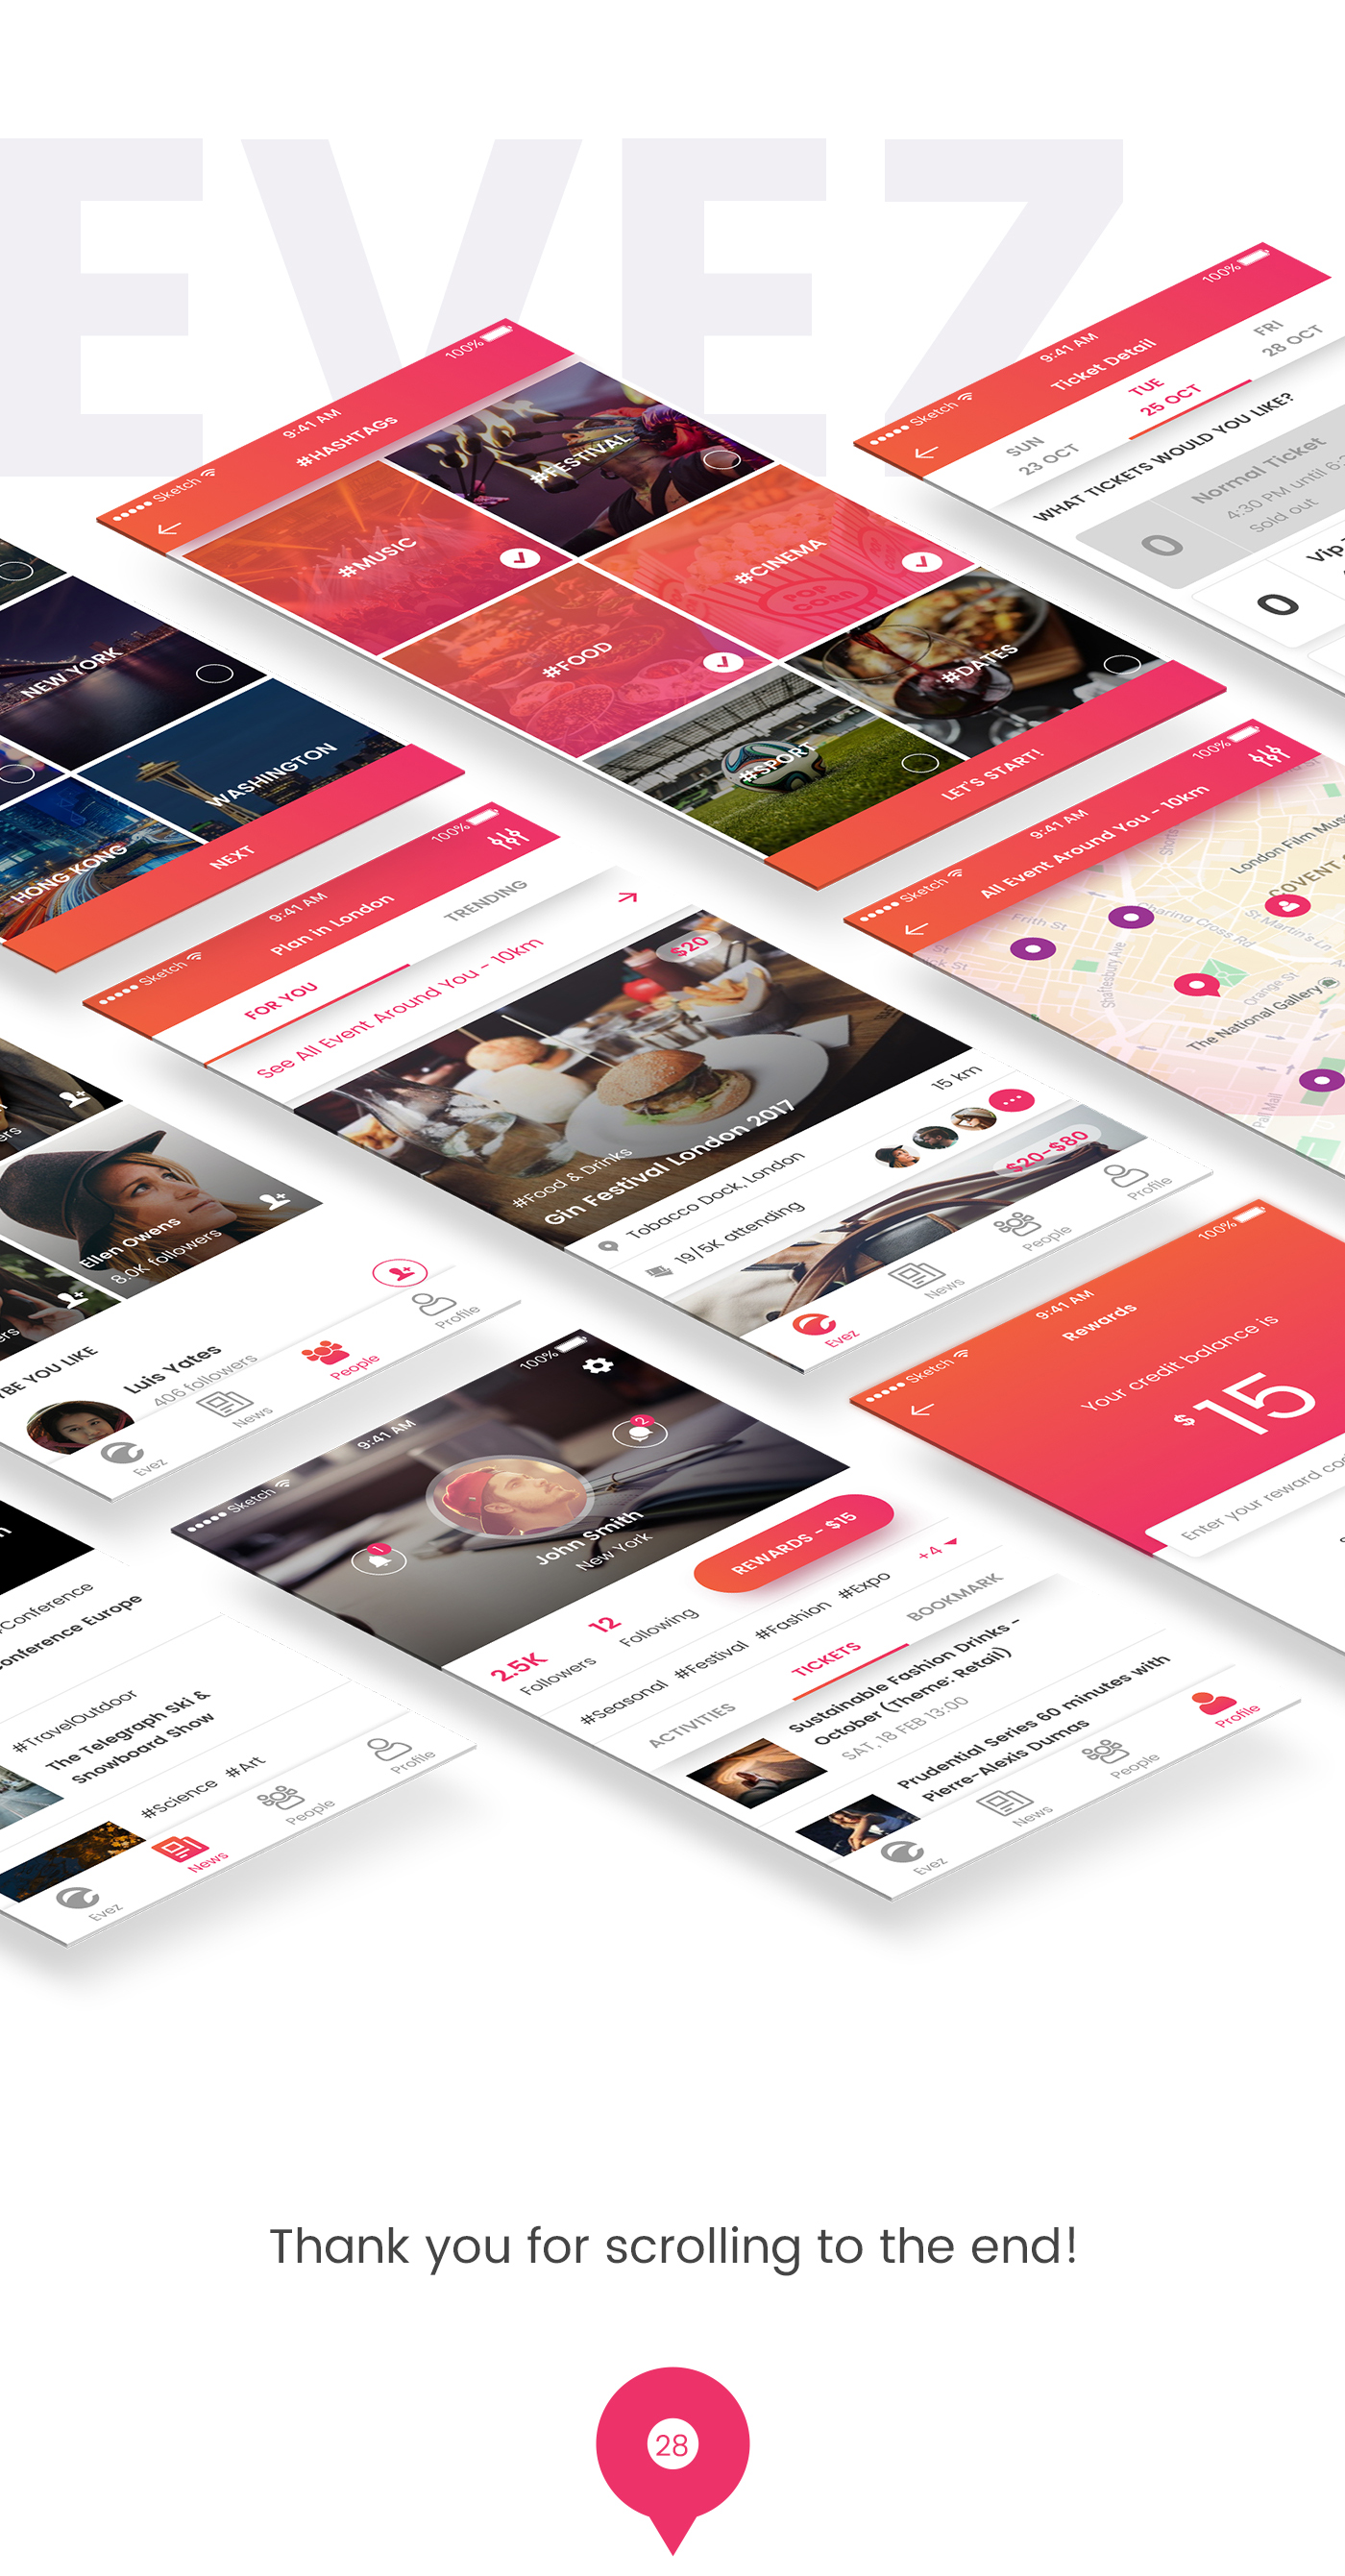 EVEZ
Sketch 9:41 AM 100%
#HASHTAGs
#MUSIC
#FESTIVAL
#FOOD
#CINEMA
POP
CORN
#SPORT
#DATES
LET'S START!
Sketch 9:41 AM 100%
Ticket Detail
SUN
23 OCT
TUE
25 OCT
FRI
28 OCT
WHAT TICKETS WOULD YOU LIKE?
0
Normal Ticket
4:30 PM until
Sold out
0
Vip
NEW YORK
WASHINGTON
HONG KONG
NEXT
Sketch 9:41 AM 100%
Plan in London
FOR YOU
TRENDING
See All Event Around You - 10km
$20
#Food & Drinks
Gin Festival London 2017
Tobacco Dock, London
15 km
19/5K attending
$20-$80
Evez
News
People
Profile
Sketch 9:41 AM 100%
All Event Around You - 10km
Frith St
Shorts
Charing Cross Rd
London Film
COVENT
St Martin's Ln
Shaftesbury Ave
Orange St
The National Gallery
Pall Mall
Ellen Owens
8.0K followers
YOU LIKE
Luis Yates
406 followers
Evez
News
People
Profile
Sketch 9:41 AM 100%
1
2
John Smith
New York
REWARDS - $15
2.5K
Followers
12
Following
#Seasonal #Festival #Fashion #Expo +4
ACTIVITIES
TICKETS
BOOKMARK
Sustainable Fashion Drinks -
October (Theme: Retail)
SAT, 18 FEB 13:00
Prudential Series 60 minutes with
Pierre-Alexis Dumas
Evez
News
People
Profile
Sketch 9:41 AM 100%
Rewards
Your credit balance is
$15
Enter your reward
Conference
Europe
#TravelOutdoor
The Telegraph Ski &
Snowboard Show
#Science #Art
Evez
News
People
Profile
Thank you for scrolling to the end!
28